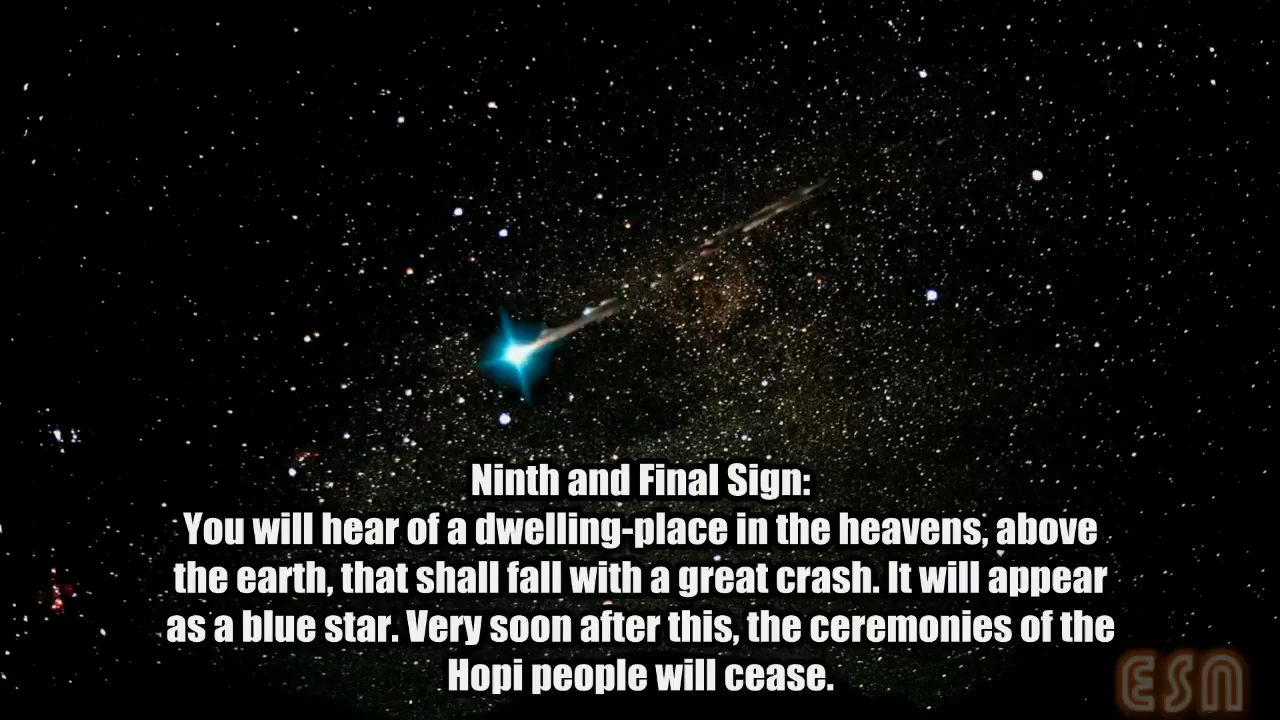 Ninth and Final Sign:
You will hear of a dwelling-place in the heavens, above
the earth, that shall fall with a great crash. It will appear
as a blue star. Very soon after this, the ceremonies of the
Hopi people will cease.
ESN